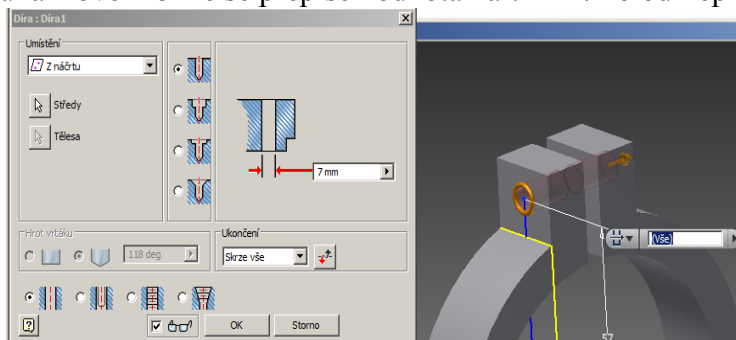 Díra : Díra1
Umístění
Z náčrtu
Středy
Tělesa
7 mm
Hrot vrtáku
118 deg
Ukončení
Skrze vše
OK
Storno
(Vše)
57